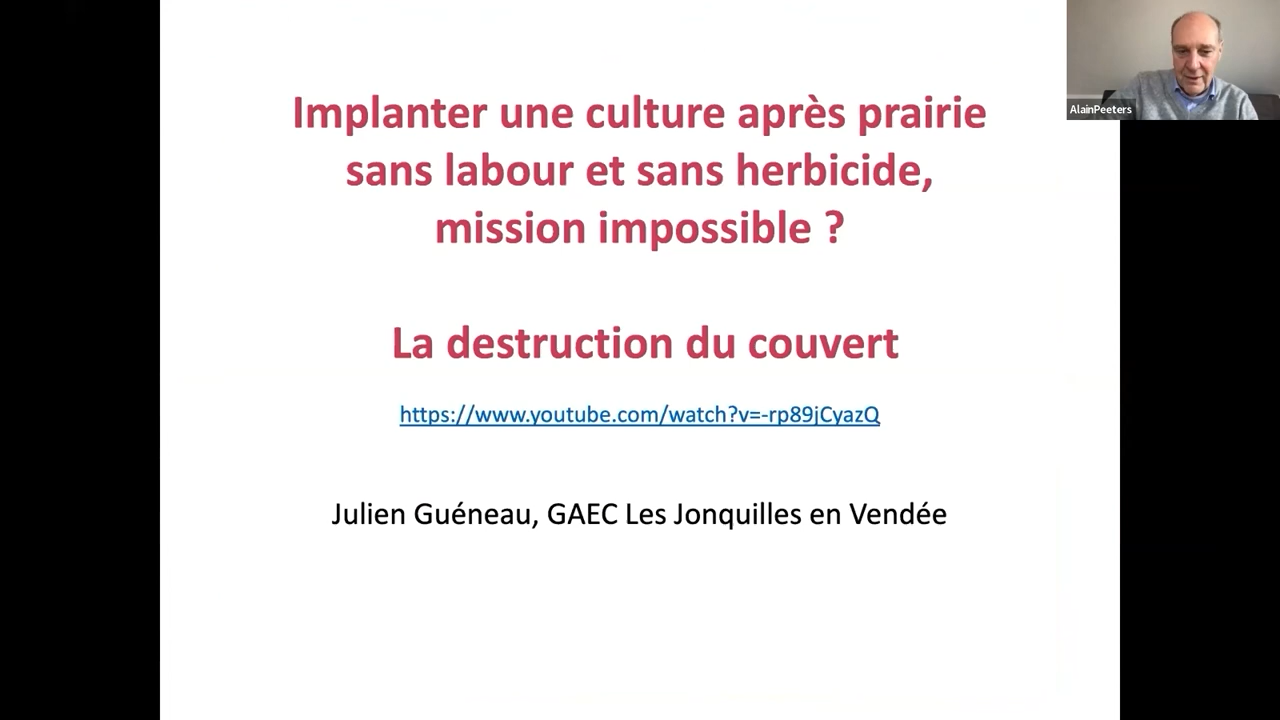 Implanter une culture après prairie
sans labour et sans herbicide,
mission impossible ?
La destruction du couvert
https://www.youtube.com/watch?v=-rp89jCyazQ
Julien Guéneau, GAEC Les Jonquilles en Vendée
AlainPeeters